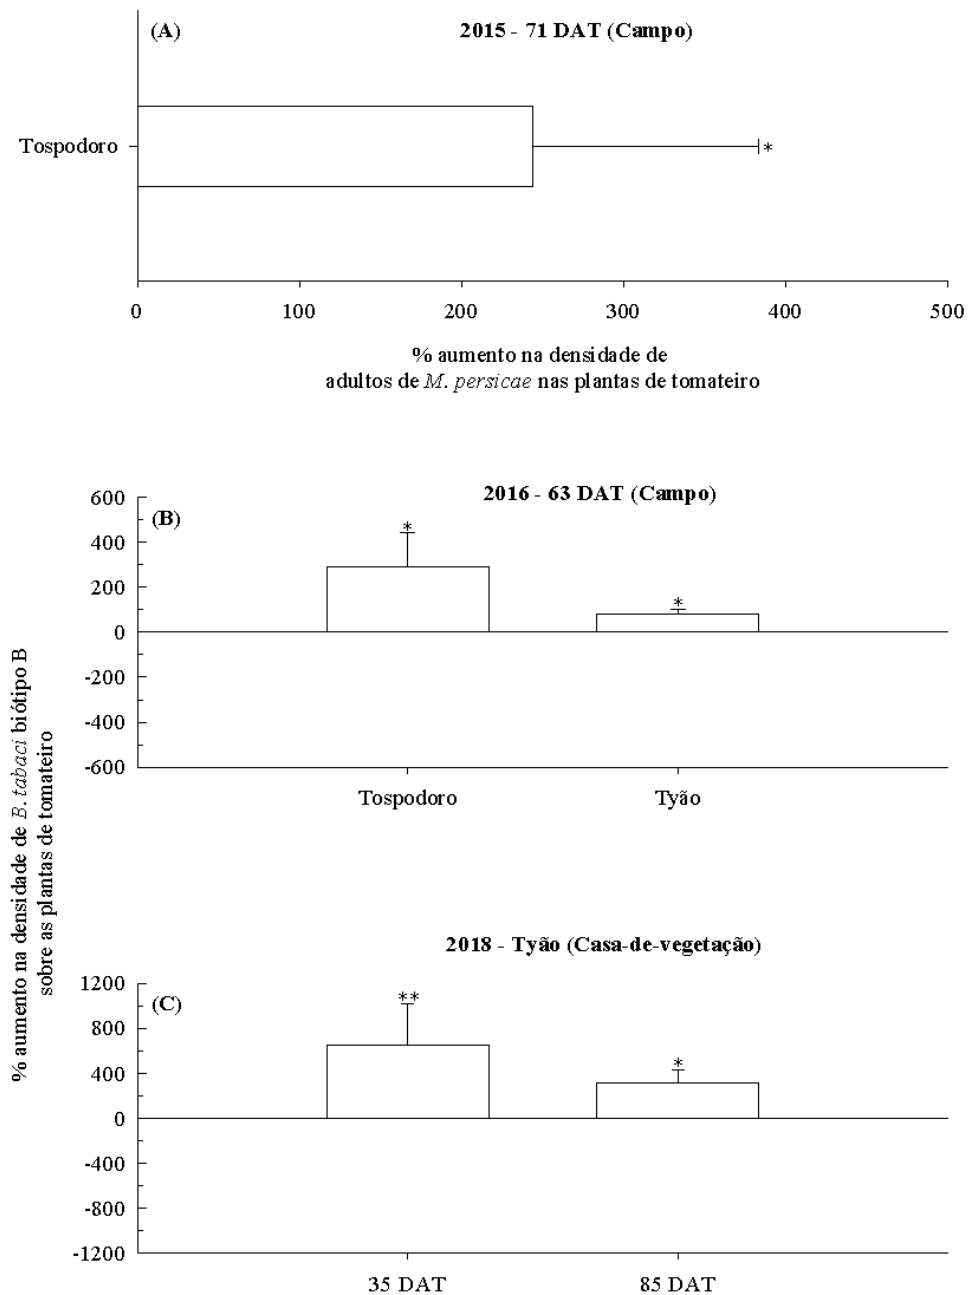 (A)
2015 - 71 DAT (Campo)
Tospodoro
*
0 100 200 300 400 500
% aumento na densidade de
adultos de M. persicae nas plantas de tomateiro
% aumento na densidade de B. tabaci biótipo B
sobre as plantas de tomateiro
2016 - 63 DAT (Campo)
(B)
600
400
200
0
-200
-400
-600
*
*
Tospodoro Tyão
2018 - Tyão (Casa-de-vegetação)
(C)
1200
800
400
0
-400
-800
-1200
**
*
35 DAT 85 DAT